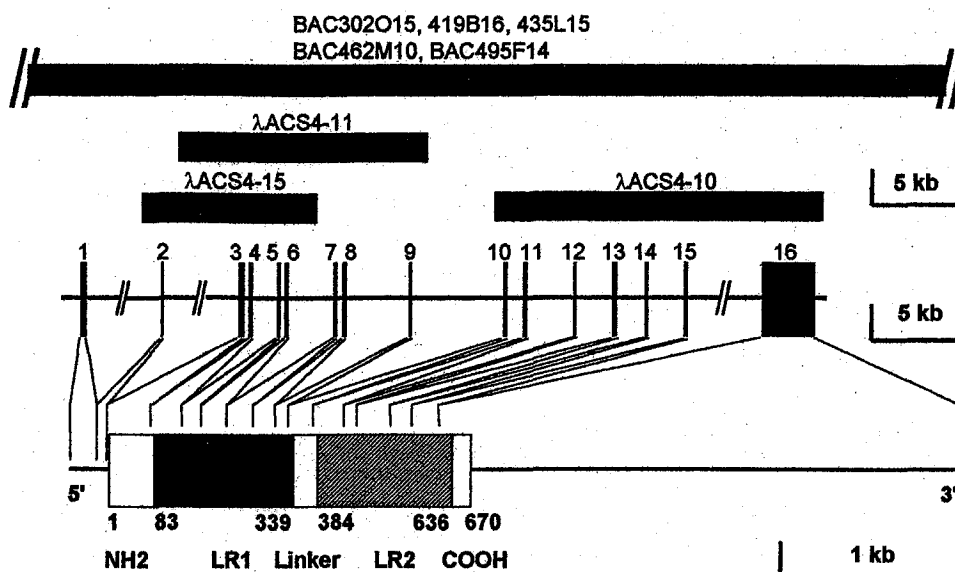 BAC302O15, 419B16, 435L15
BAC462M10, BAC495F14
λACS4-11
λACS4-15
λACS4-10
5 kb
1 2 3 4 5 6 7 8 9 10 11 12 13 14 15 16
5 kb
5' 3'
1 83 339 384 636 670
NH2 LR1 Linker LR2 COOH
1 kb